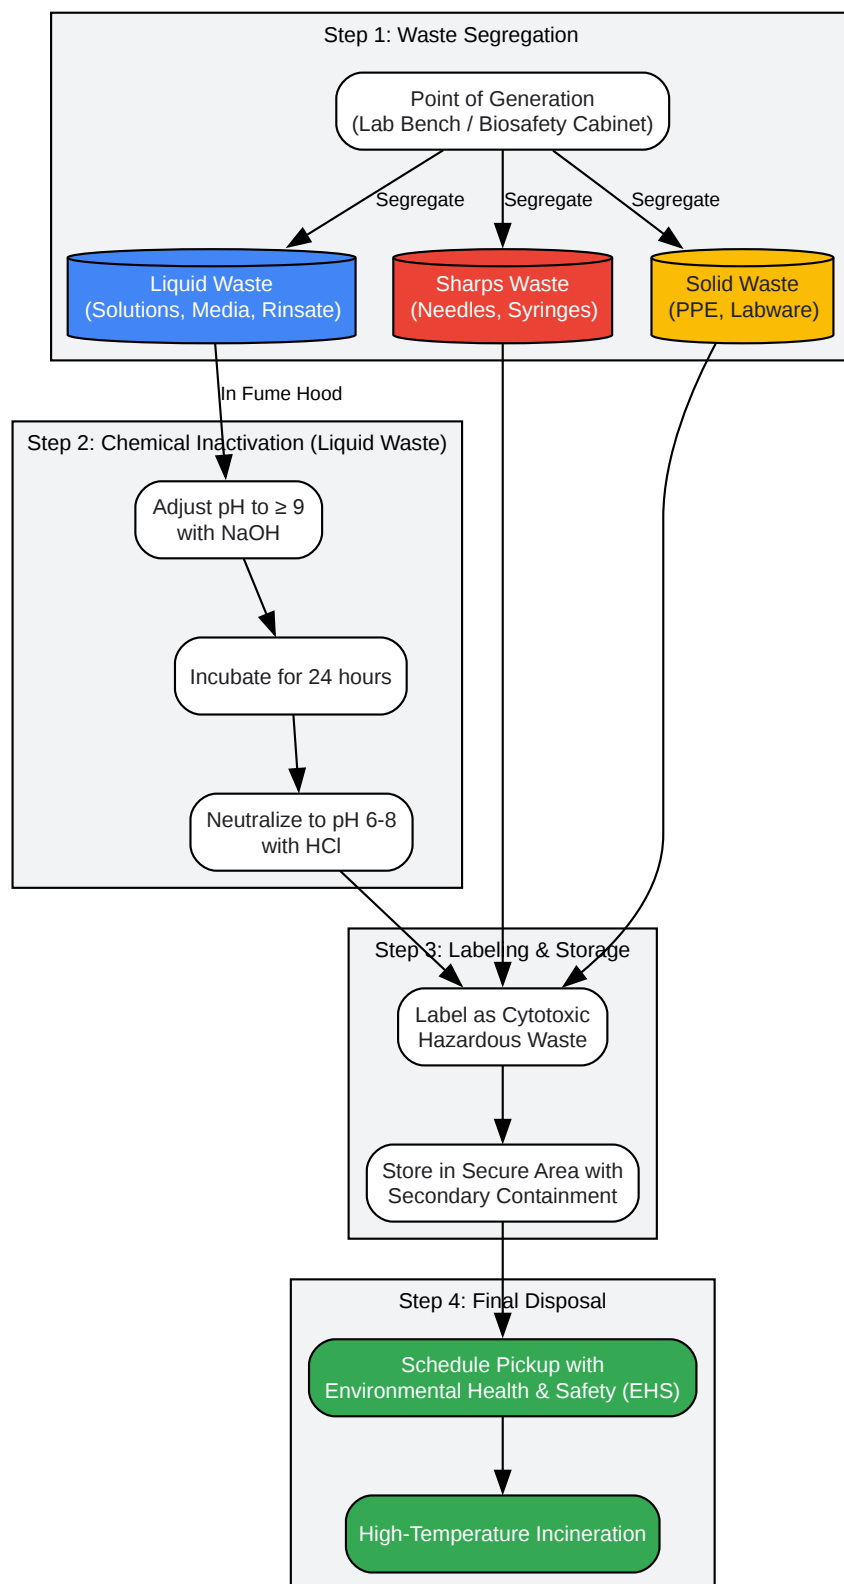 Step 1: Waste Segregation
Point of Generation
(Lab Bench / Biosafety Cabinet)
Segregate
Segregate
Segregate
Liquid Waste
(Solutions, Media, Rinsate)
Sharps Waste
(Needles, Syringes)
Solid Waste
(PPE, Labware)
In Fume Hood
Step 2: Chemical Inactivation (Liquid Waste)
Adjust pH to ≥ 9
with NaOH
Incubate for 24 hours
Neutralize to pH 6-8
with HCl
Step 3: Labeling & Storage
Label as Cytotoxic
Hazardous Waste
Store in Secure Area with
Secondary Containment
Step 4: Final Disposal
Schedule Pickup with
Environmental Health & Safety (EHS)
High-Temperature Incineration